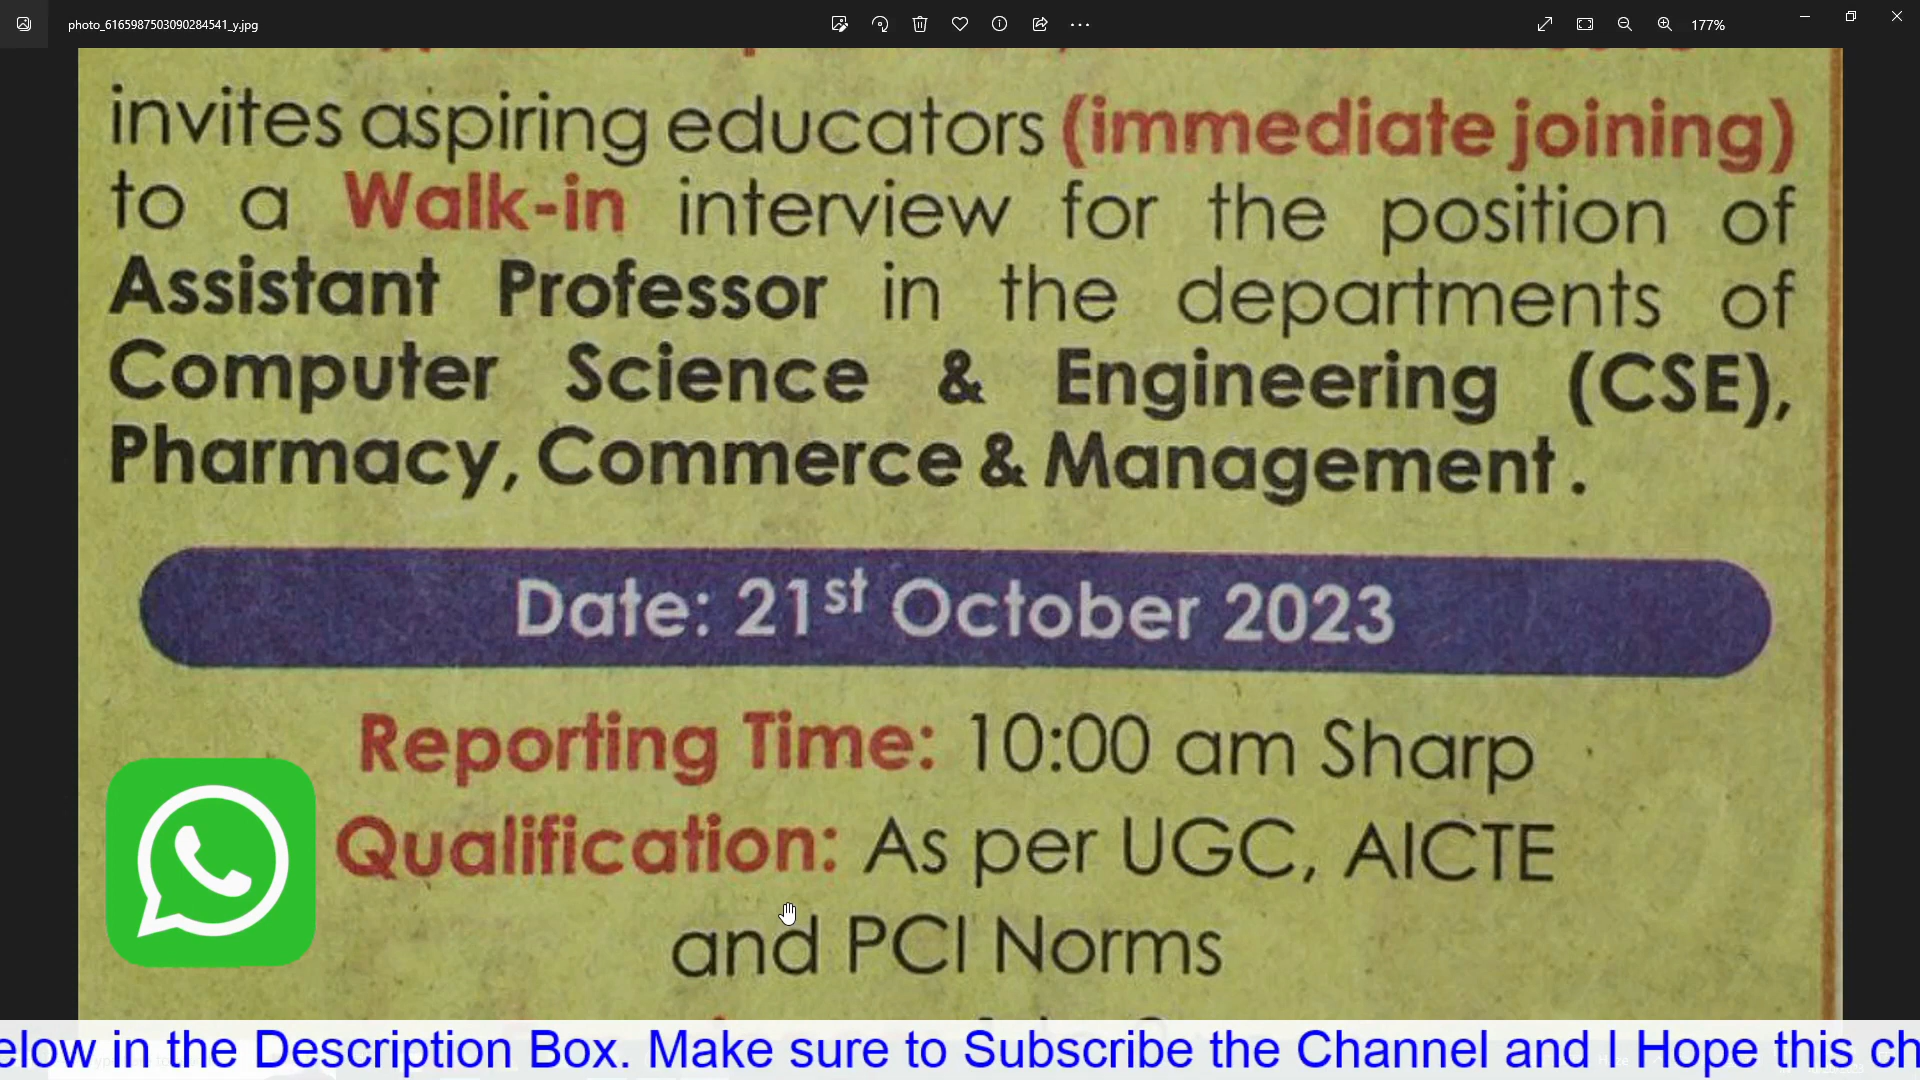 photo_6165987503090284541_y.jpg
177%
invites aspiring educators (immediate joining)
to a Walk-in interview for the position of
Assistant Professor in the departments of
Computer Science & Engineering (CSE),
Pharmacy, Commerce & Management.
Date: 21st October 2023
Reporting Time: 10:00 am Sharp
Qualification: As per UGC, AICTE
and PCI Norms
elow in the Description Box. Make sure to Subscribe the Channel and I Hope this ch